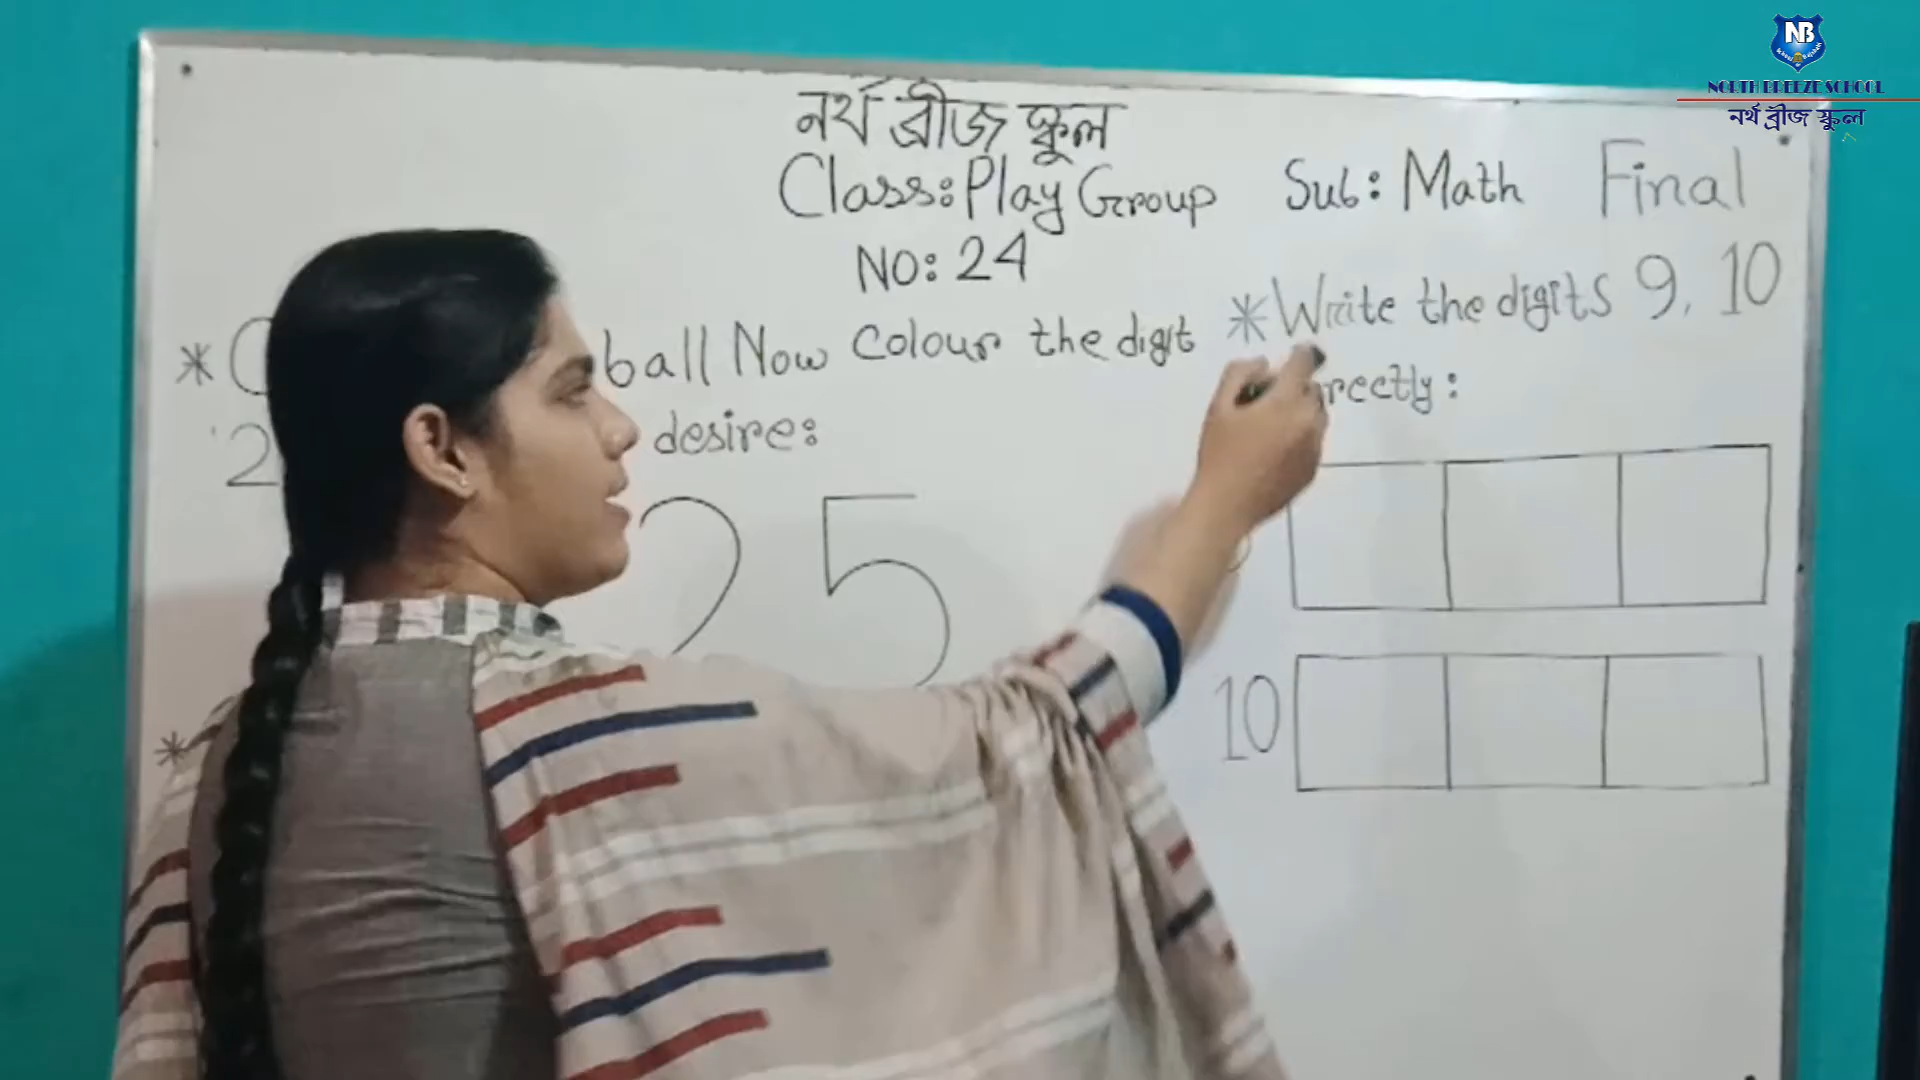 নর্থ ব্রীজ স্কুল
Class: Play Group Sub: Math Final
NO: 24
* ball Now Colour the digit
desire:
2 5
* Write the digits 9, 10
rectly:
10
*
NB
NORTH BREEZE SCHOOL
নর্থ ব্রীজ স্কুল